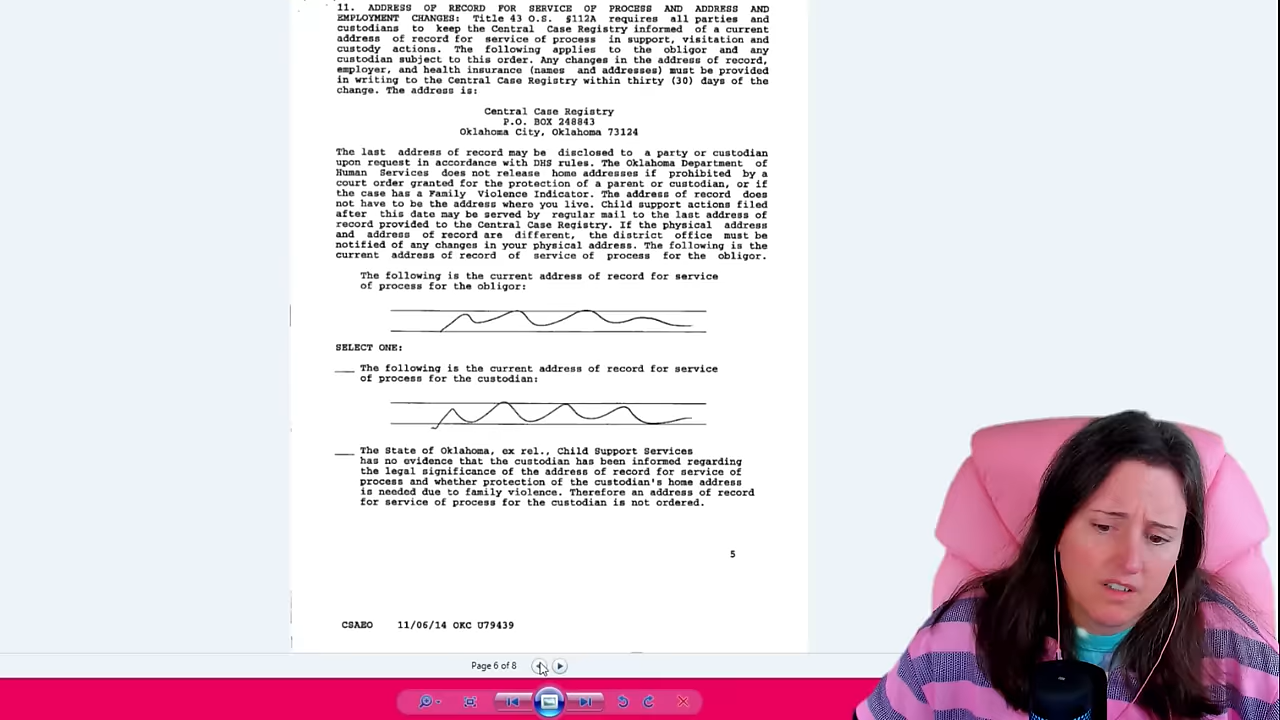 11. ADDRESS OF RECORD FOR SERVICE OF PROCESS AND ADDRESS AND
EMPLOYMENT CHANGES: Title 43 O.S. §112A requires all parties and
custodians to keep the Central Case Registry informed of a current
address of record for service of process in support, visitation and
custody actions. The following applies to the obligor and any
custodian subject to this order. Any changes in the address of record,
employer, and health insurance (names and addresses) must be provided
in writing to the Central Case Registry within thirty (30) days of the
change. The address is:
Central Case Registry
P.O. BOX 248843
Oklahoma City, Oklahoma 73124
The last address of record may be disclosed to a party or custodian
upon request in accordance with DHS rules. The Oklahoma Department of
Human Services does not release home addresses if prohibited by a
court order granted for the protection of a parent or custodian, or if
the case has a Family Violence Indicator. The address of record does
not have to be the address where you live. Child support actions filed
after this date may be served by regular mail to the last address of
record provided to the Central Case Registry. If the physical address
and address of record are different, the district office must be
notified of any changes in your physical address. The following is the
current address of record of service of process for the obligor.
The following is the current address of record for service
of process for the obligor:
SELECT ONE:
The following is the current address of record for service
of process for the custodian:
The State of Oklahoma, ex rel., Child Support Services
has no evidence that the custodian has been informed regarding
the legal significance of the address of record for service of
process and whether protection of the custodian's home address
is needed due to family violence. Therefore an address of record
for service of process for the custodian is not ordered.
5
CSAEO 11/06/14 OKC U79439
Page 6 of 8